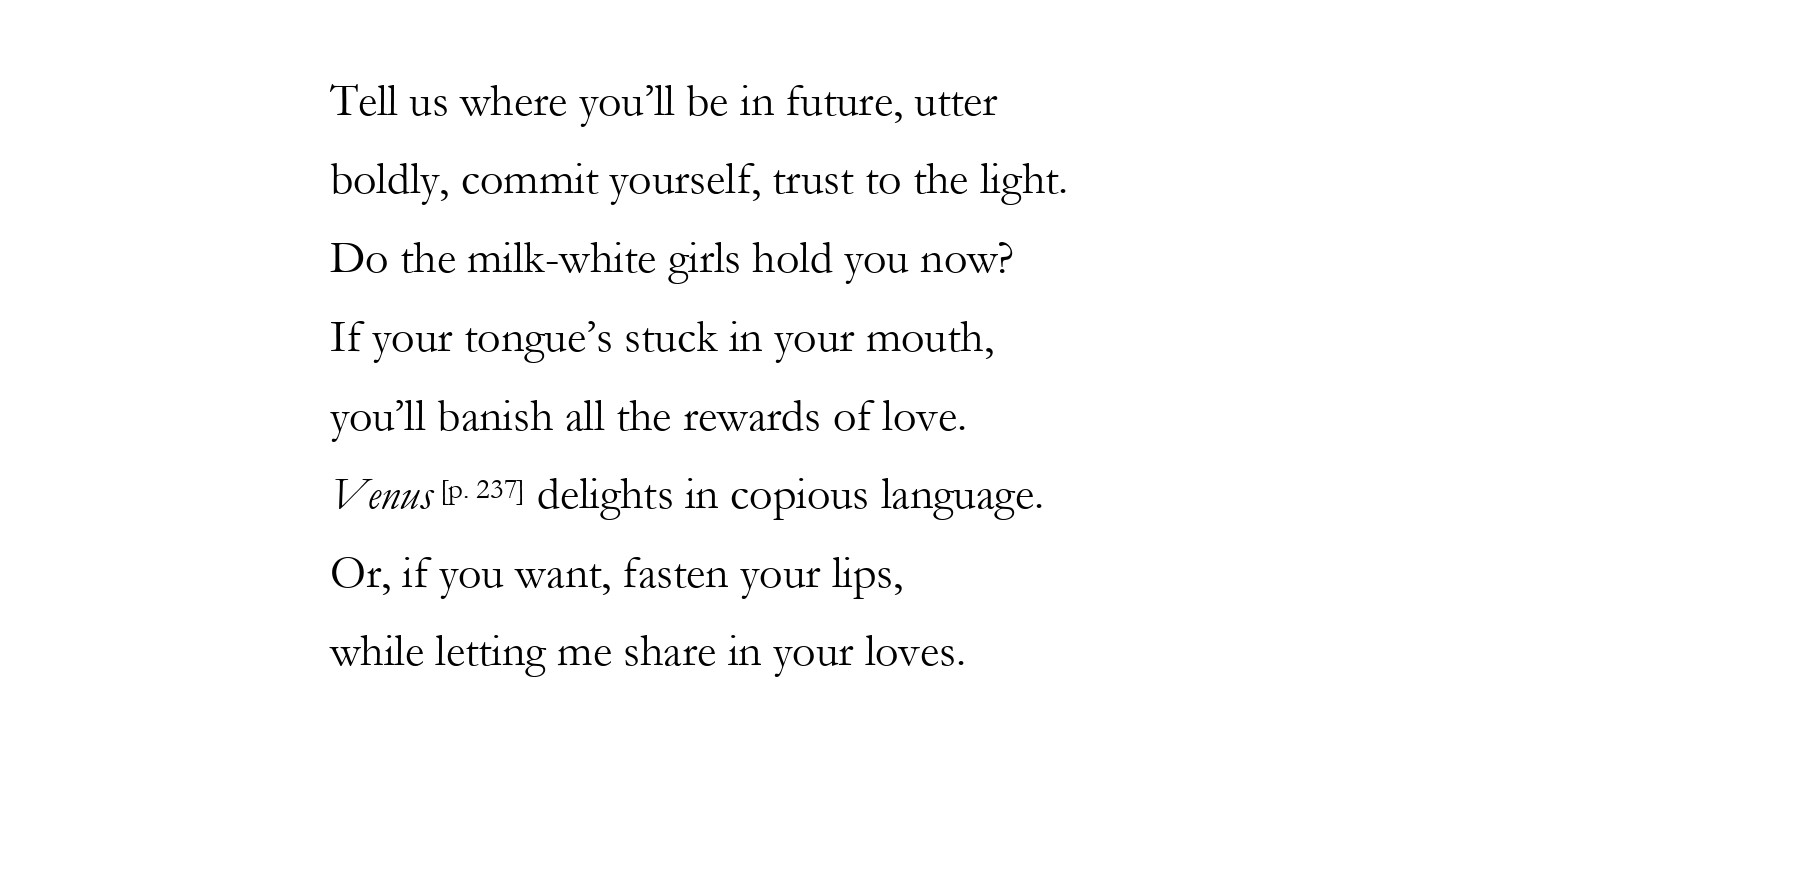 Tell us where you’ll be in future, utter
boldly, commit yourself, trust to the light.
Do the milk-white girls hold you now?
If your tongue’s stuck in your mouth,
you’ll banish all the rewards of love.
Venus [p. 237] delights in copious language.
Or, if you want, fasten your lips,
while letting me share in your loves.